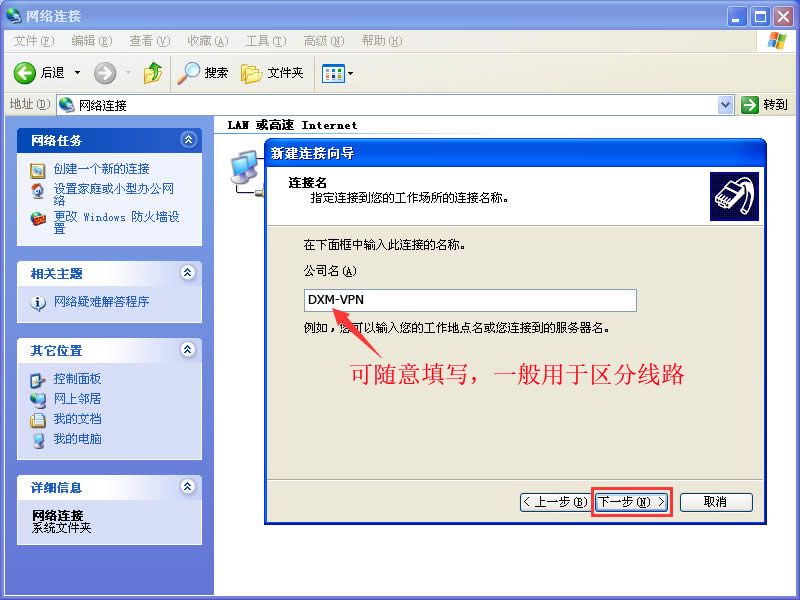 网络连接
文件(F) 编辑(E) 查看(V) 收藏(A) 工具(T) 高级(N) 帮助(H)
后退 搜索 文件夹
地址(D) 网络连接 转到
网络任务
创建一个新的连接
设置家庭或小型办公网
络
更改 Windows 防火墙设
置
相关主题
网络疑难解答程序
其它位置
控制面板
网上邻居
我的文档
我的电脑
详细信息
网络连接
系统文件夹
LAN 或高速 Internet
新建连接向导
连接名
指定连接到您的工作场所的连接名称。
在下面框中输入此连接的名称。
公司名(A)
DXM-VPN
例如，您可以输入您的工作地点名或您连接到的服务器名。
可随意填写，一般用于区分线路
<上一步(B) 下一步(N)> 取消